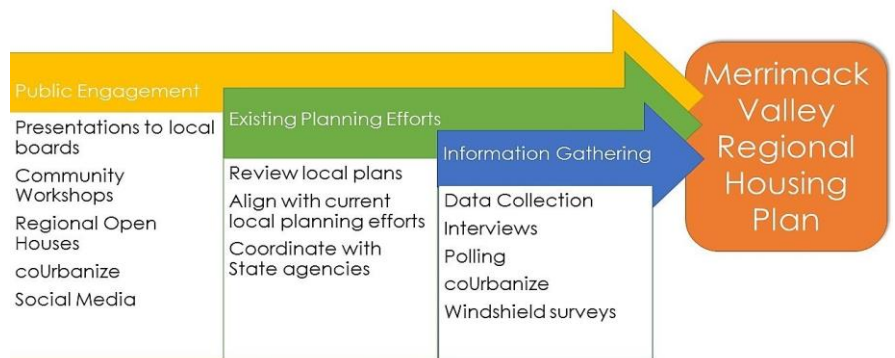 Public Engagement
Presentations to local
boards
Community
Workshops
Regional Open
Houses
coUrbanize
Social Media
Existing Planning Efforts
Review local plans
Align with current
local planning efforts
Coordinate with
State agencies
Information Gathering
Data Collection
Interviews
Polling
coUrbanize
Windshield surveys
Merrimack
Valley
Regional
Housing
Plan